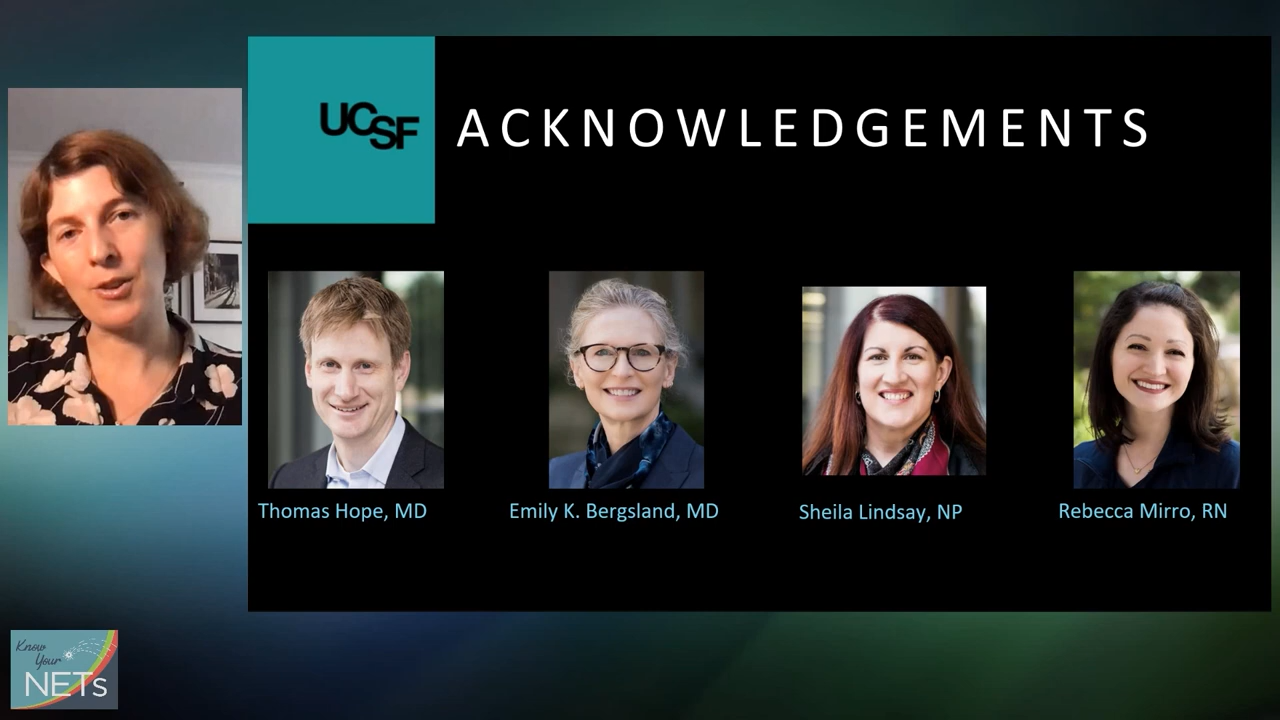 UCSF
ACKNOWLEDGEMENTS
Thomas Hope, MD
Emily K. Bergsland, MD
Sheila Lindsay, NP
Rebecca Mirro, RN
Know
Your
NETs